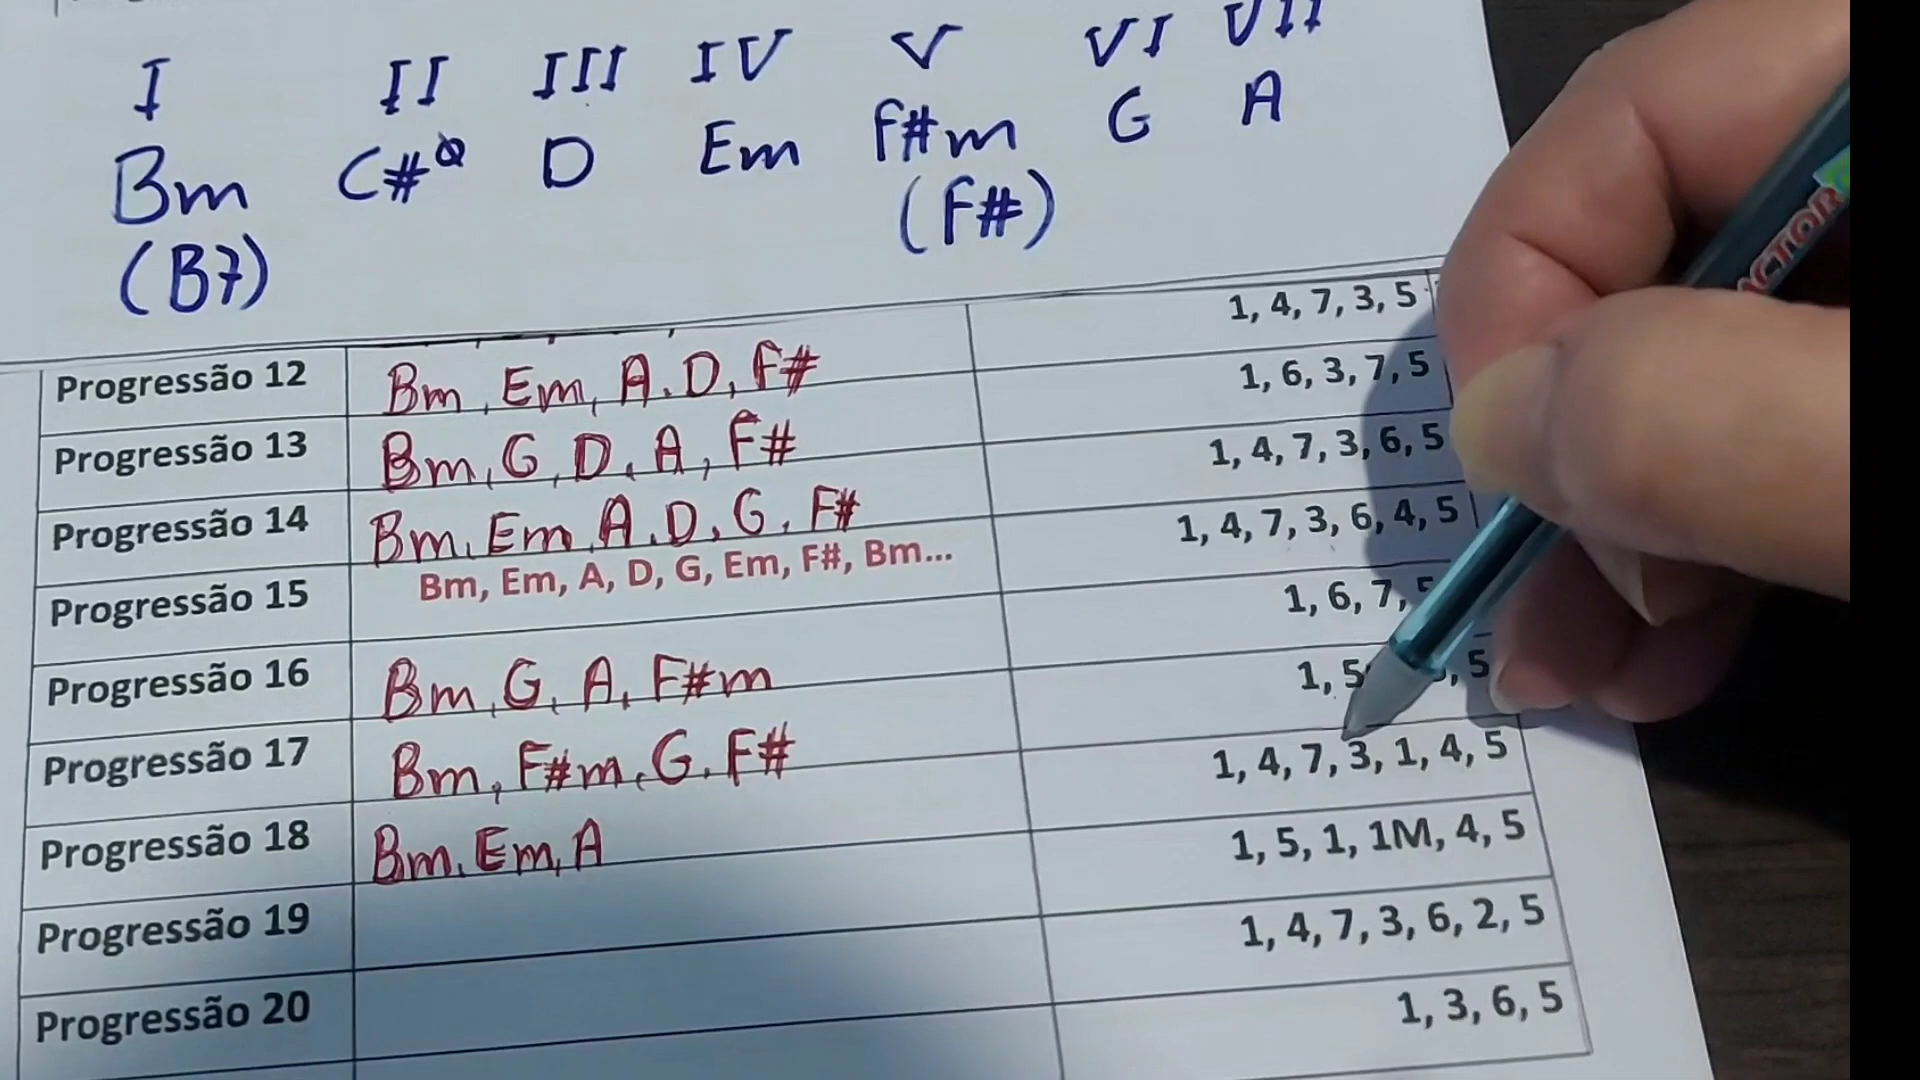 I II III IV V VI VII
Bm C#ø D Em F#m G A
(B7) (F#)
1, 4, 7, 3, 5
Progressão 12 Bm, Em, A, D, F# 1, 6, 3, 7, 5
Progressão 13 Bm, G, D, A, F# 1, 4, 7, 3, 6, 5
Progressão 14 Bm, Em, A, D, G, F# 1, 4, 7, 3, 6, 4, 5
Progressão 15 Bm, Em, A, D, G, Em, F#, Bm... 1, 6, 7,
Progressão 16 Bm, G, A, F#m 1, 5 , 5
Progressão 17 Bm, F#m, G, F# 1, 4, 7, 3, 1, 4, 5
Progressão 18 Bm, Em, A 1, 5, 1, 1M, 4, 5
Progressão 19 1, 4, 7, 3, 6, 2, 5
Progressão 20 1, 3, 6, 5